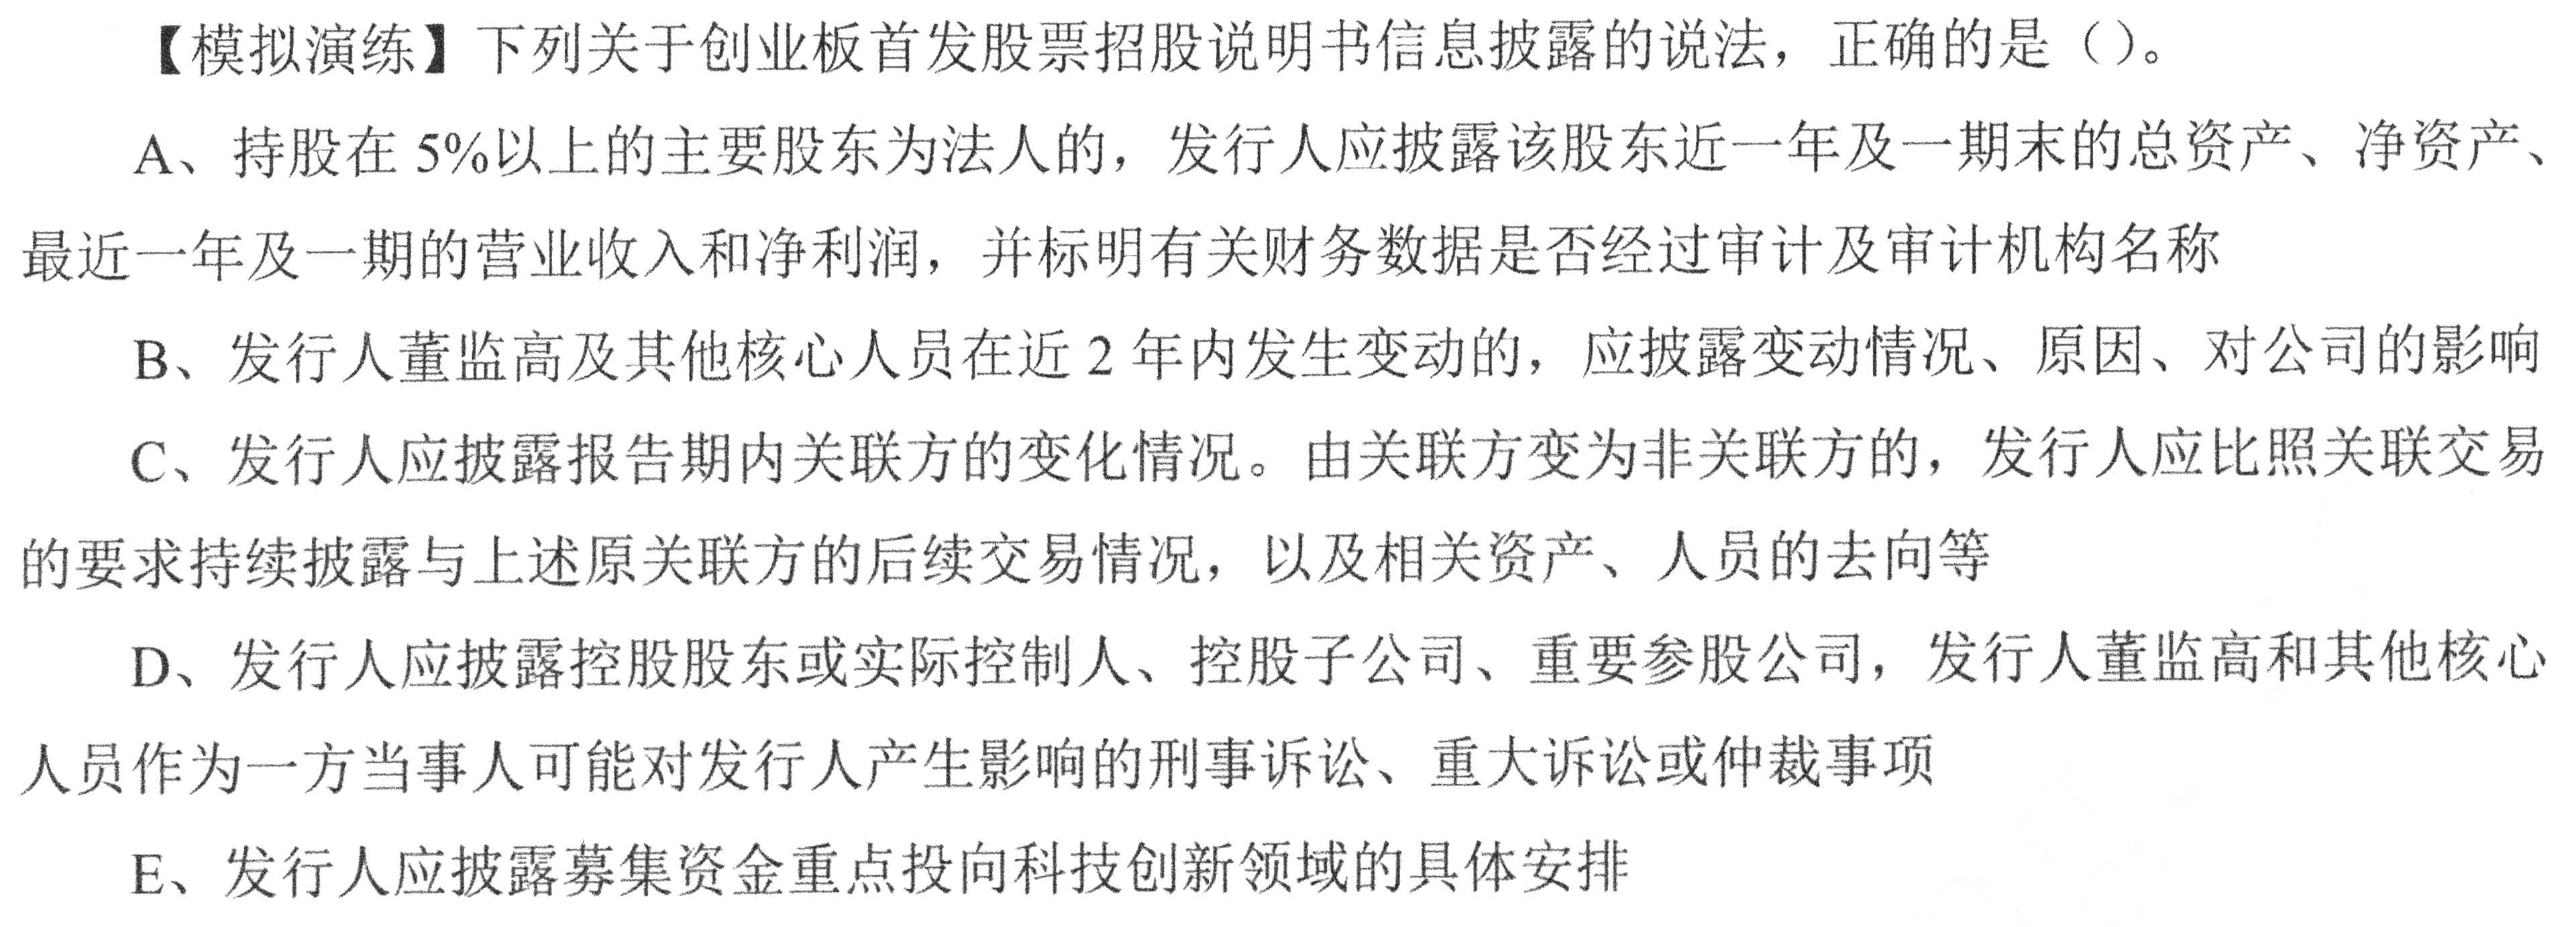 【模拟演练】下列关于创业板首发股票招股说明书信息披露的说法，正确的是（）。
A、持股在 5%以上的主要股东为法人的，发行人应披露该股东近一年及一期末的总资产、净资产、
最近一年及一期的营业收入和净利润，并标明有关财务数据是否经过审计及审计机构名称
B、发行人董监高及其他核心人员在近 2 年内发生变动的，应披露变动情况、原因、对公司的影响
C、发行人应披露报告期内关联方的变化情况。由关联方变为非关联方的，发行人应比照关联交易
的要求持续披露与上述原关联方的后续交易情况，以及相关资产、人员的去向等
D、发行人应披露控股股东或实际控制人、控股子公司、重要参股公司，发行人董监高和其他核心
人员作为一方当事人可能对发行人产生影响的刑事诉讼、重大诉讼或仲裁事项
E、发行人应披露募集资金重点投向科技创新领域的具体安排